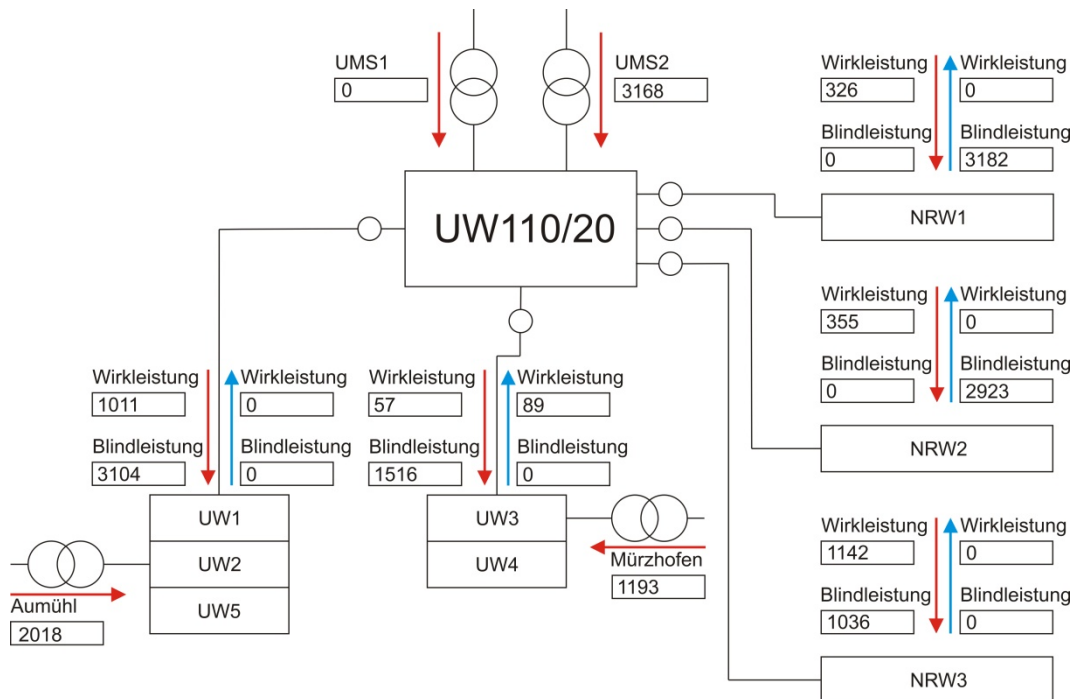 UMS1
0
UMS2
3168
UW110/20
Wirkleistung Wirkleistung
326 0
Blindleistung Blindleistung
0 3182
NRW1
Wirkleistung Wirkleistung
355 0
Blindleistung Blindleistung
0 2923
NRW2
Wirkleistung Wirkleistung
1011 0
Blindleistung Blindleistung
3104 0
UW1
UW2
UW5
Aumühl
2018
Wirkleistung Wirkleistung
57 89
Blindleistung Blindleistung
1516 0
UW3
UW4
Mürzhofen
1193
Wirkleistung Wirkleistung
1142 0
Blindleistung Blindleistung
1036 0
NRW3